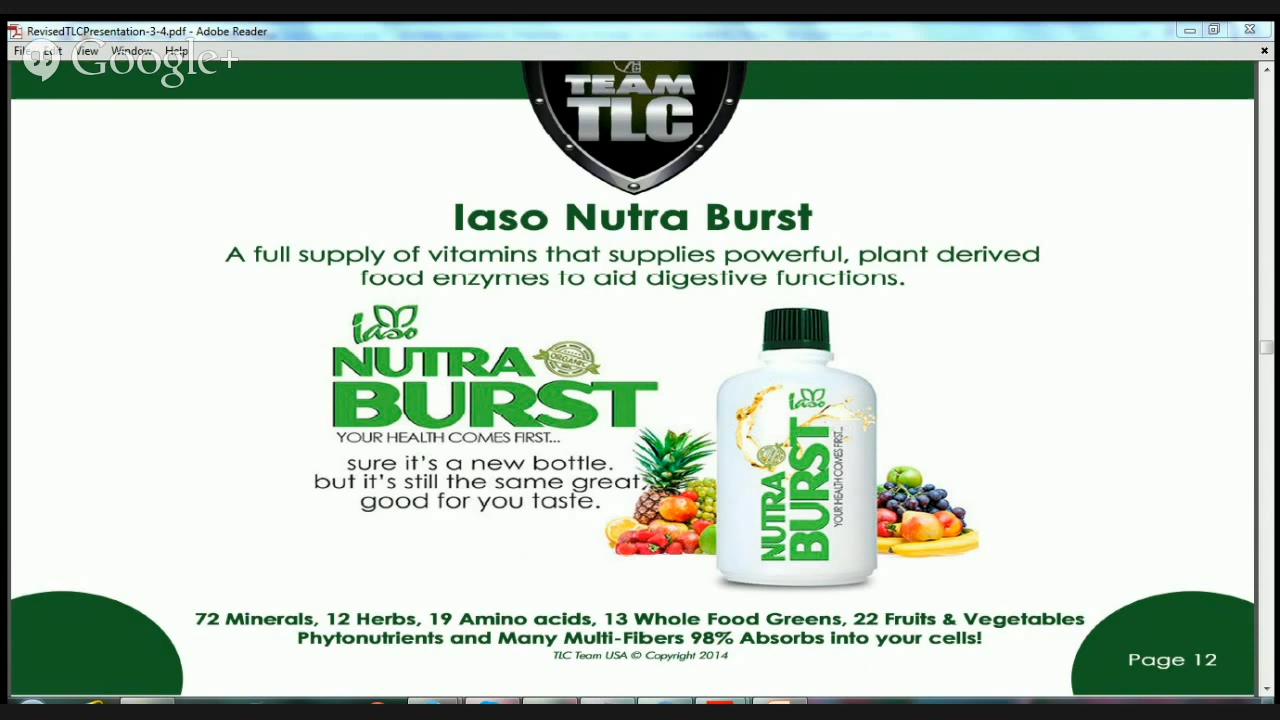 RevisedTLCPresentation-3-4.pdf - Adobe Reader
File Edit View Window Help
Google+
TEAM
TLC
Iaso Nutra Burst
A full supply of vitamins that supplies powerful, plant derived
food enzymes to aid digestive functions.
iaso
NUTRA
ORGANIC
BURST
YOUR HEALTH COMES FIRST...
sure it's a new bottle.
but it's still the same great,
good for you taste.
iaso
NUTRA
BURST
YOUR HEALTH COMES FIRST...
72 Minerals, 12 Herbs, 19 Amino acids, 13 Whole Food Greens, 22 Fruits & Vegetables
Phytonutrients and Many Multi-Fibers 98% Absorbs into your cells!
TLC Team USA © Copyright 2014
Page 12